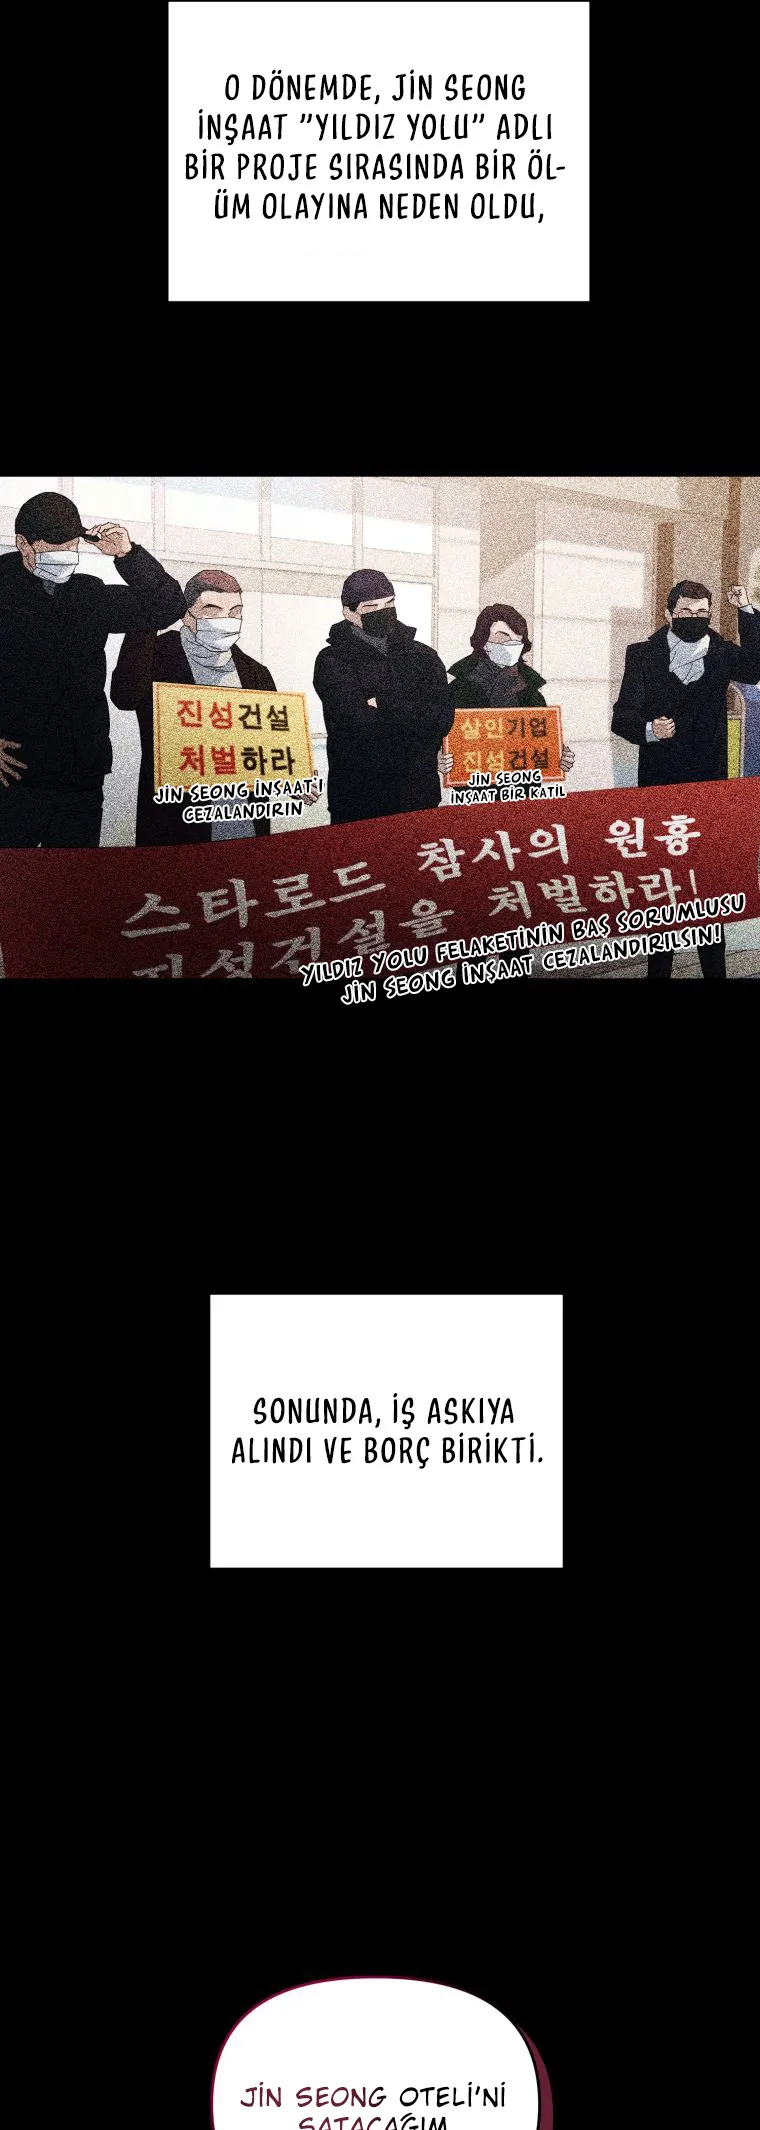 O DÖNEMDE, JİN SEONG
İNŞAAT "YILDIZ YOLU" ADLI
BİR PROJE SIRASINDA BİR ÖL-
ÜM OLAYINA NEDEN OLDU,
진성건설
처벌하라
JİN SEONG İNŞAAT'I
CEZALANDIRIN
살인기업
진성건설
JİN SEONG
İNŞAAT BİR KATİL
스타로드 참사의 원흉
진성건설을 처벌하라!
YILDIZ YOLU FELAKETİNİN BAŞ SORUMLUSU
JİN SEONG İNŞAAT CEZALANDIRILSIN!
SONUNDA, İŞ ASKIYA
ALINDI VE BORÇ BİRİKTİ.
JİN SEONG OTELİ'Nİ
SATACAĞIM